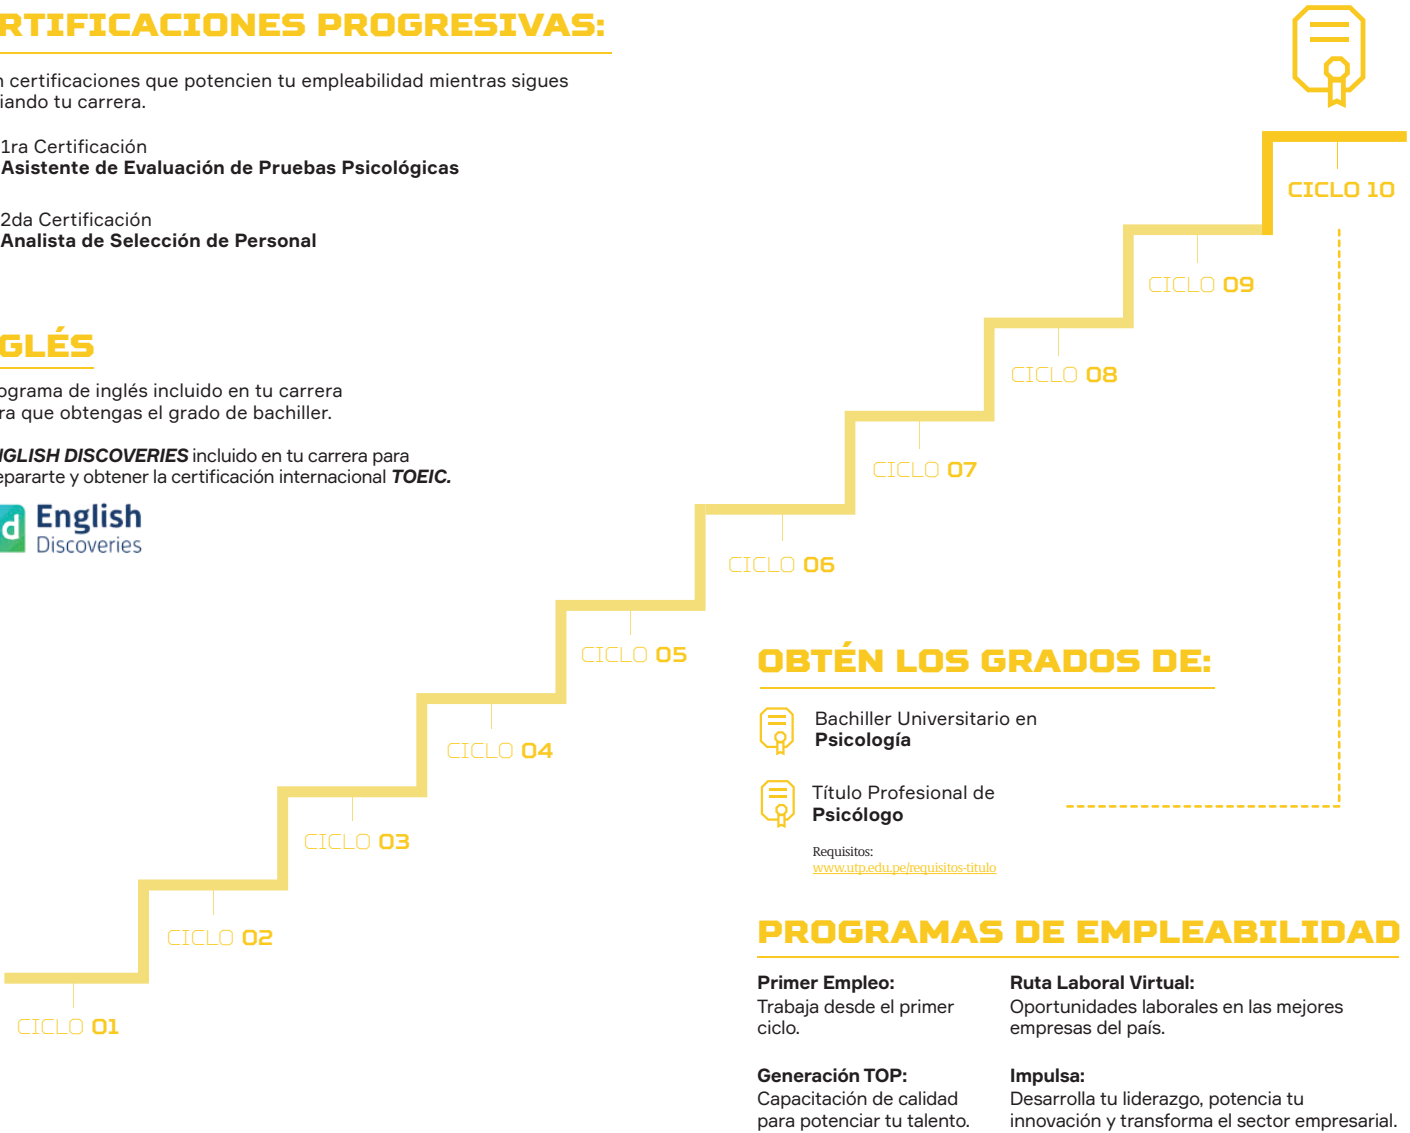 RTIFICACIONES PROGRESIVAS:
n certificaciones que potencien tu empleabilidad mientras sigues
iando tu carrera.
1ra Certificación
Asistente de Evaluación de Pruebas Psicológicas
2da Certificación
Analista de Selección de Personal
GLÉS
ograma de inglés incluido en tu carrera
ra que obtengas el grado de bachiller.
NGLISH DISCOVERIES incluido en tu carrera para
epararte y obtener la certificación internacional TOEIC.
d English
Discoveries
CICLO 10
CICLO 09
CICLO 08
CICLO 07
CICLO 06
CICLO 05
CICLO 04
CICLO 03
CICLO 02
CICLO 01
OBTÉN LOS GRADOS DE:
Bachiller Universitario en
Psicología
Título Profesional de
Psicólogo
Requisitos:
www.utp.edu.pe/requisitos-titulo
PROGRAMAS DE EMPLEABILIDAD
Primer Empleo:
Trabaja desde el primer
ciclo.
Ruta Laboral Virtual:
Oportunidades laborales en las mejores
empresas del país.
Generación TOP:
Capacitación de calidad
para potenciar tu talento.
Impulsa:
Desarrolla tu liderazgo, potencia tu
innovación y transforma el sector empresarial.